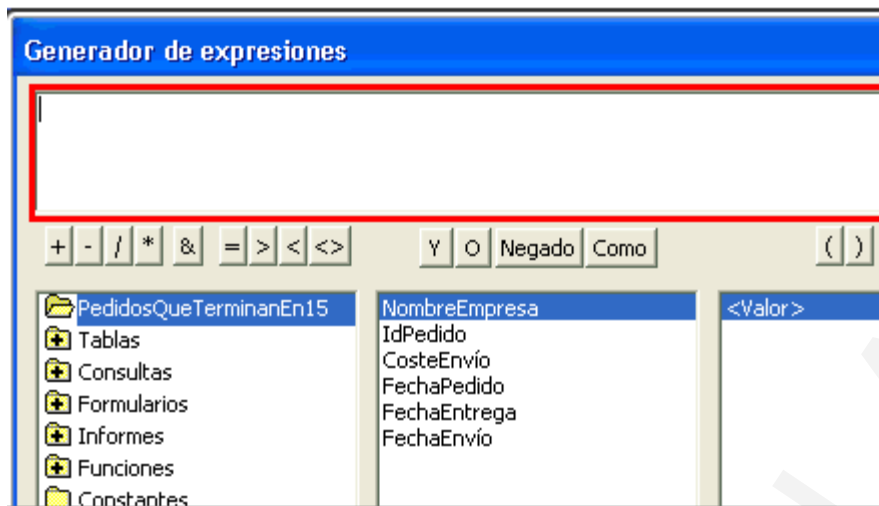 Generador de expresiones
+ - / * & = > < <> Y O Negado Como ( )
PedidosQueTerminanEn15 NombreEmpresa <Valor>
Tablas IdPedido
Consultas CosteEnvío
Formularios FechaPedido
Informes FechaEntrega
Funciones FechaEnvío
Constantes